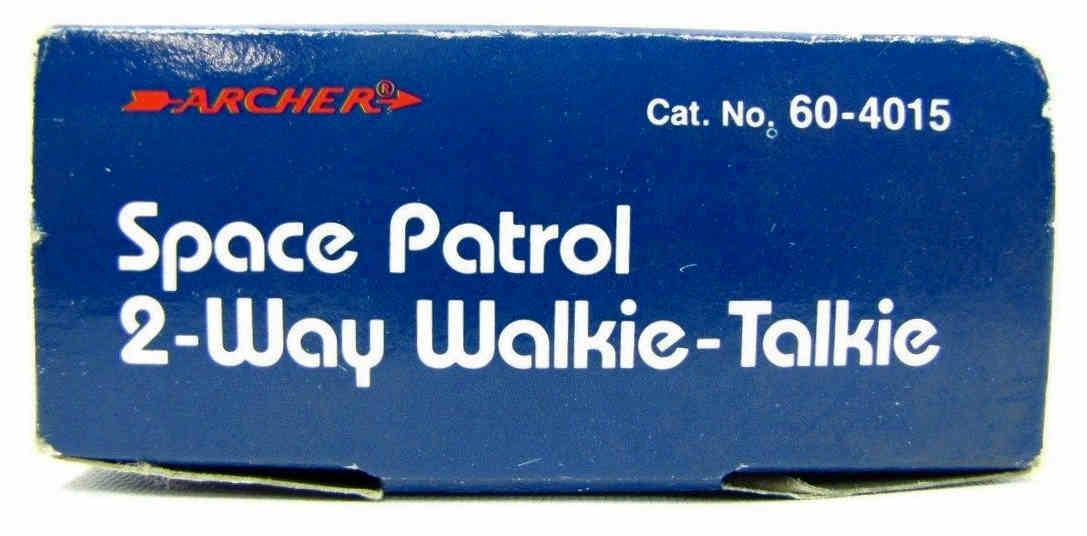 ARCHER®
Cat. No. 60-4015
Space Patrol
2-Way Walkie-Talkie